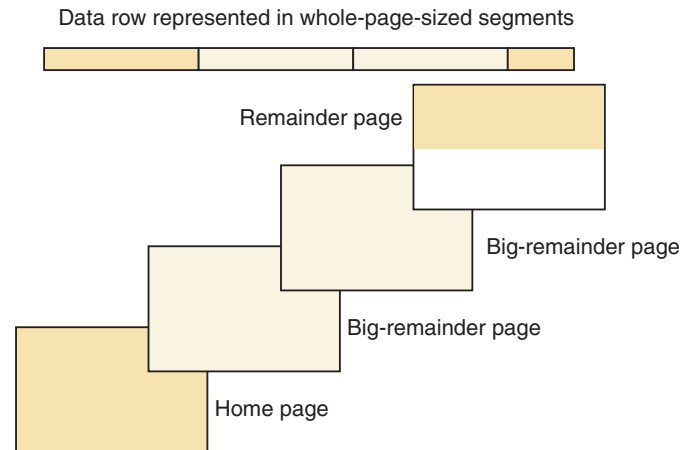 Data row represented in whole-page-sized segments
Remainder page
Big-remainder page
Big-remainder page
Home page